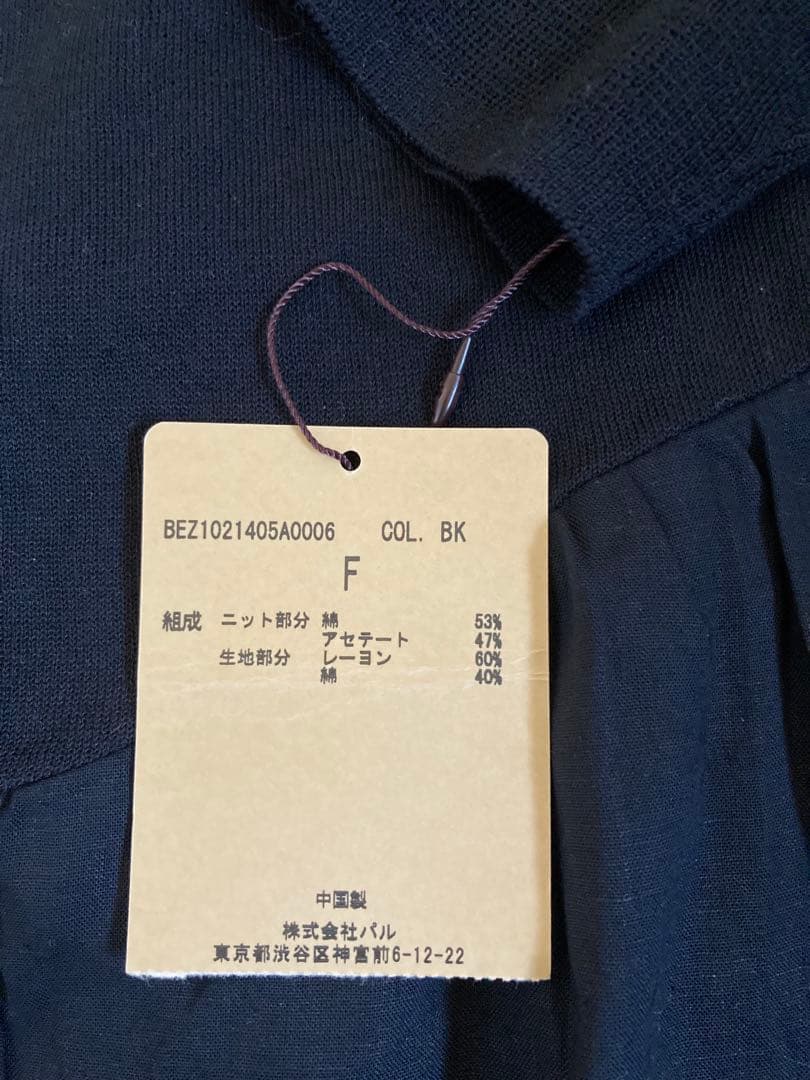 BEZ1021405A0006 COL. BK
F
組成 ニット部分 綿 53%
アセテート 47%
生地部分 レーヨン 60%
綿 40%
中国製
株式会社パル
東京都渋谷区神宮前6-12-22